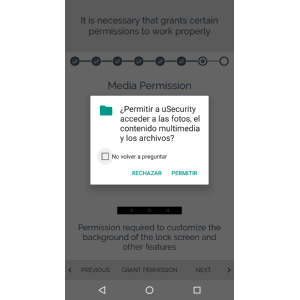 It is necessary that grants certain
permissions to work properly
Media Permission
¿Permitir a uSecurity
acceder a las fotos, el
contenido multimedia
y los archivos?
No volver a preguntar
RECHAZAR PERMITIR
Permission required to customize the
background of the lock screen and
other features
PREVIOUS GRANT PERMISSION NEXT